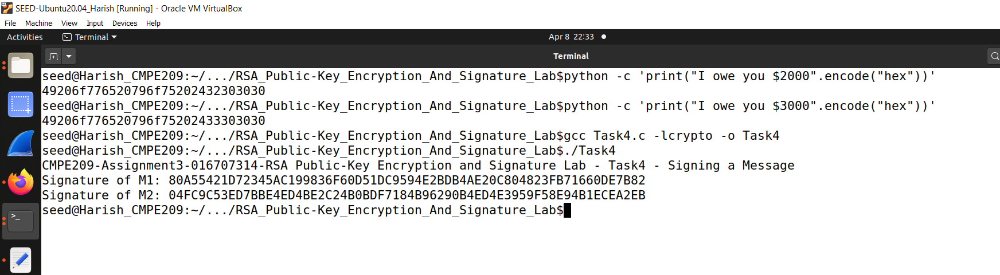 SEED-Ubuntu20.04_Harish [Running] - Oracle VM VirtualBox
File Machine View Input Devices Help
Activities Terminal Apr 8 22:33
Terminal
seed@Harish_CMPE209:~/.../RSA_Public-Key_Encryption_And_Signature_Lab$python -c 'print("I owe you $2000".encode("hex"))'
49206f776520796f75202432303030
seed@Harish_CMPE209:~/.../RSA_Public-Key_Encryption_And_Signature_Lab$python -c 'print("I owe you $3000".encode("hex"))'
49206f776520796f75202433303030
seed@Harish_CMPE209:~/.../RSA_Public-Key_Encryption_And_Signature_Lab$gcc Task4.c -lcrypto -o Task4
seed@Harish_CMPE209:~/.../RSA_Public-Key_Encryption_And_Signature_Lab$./Task4
CMPE209-Assignment3-016707314-RSA Public-Key Encryption and Signature Lab - Task4 - Signing a Message
Signature of M1: 80A55421D72345AC199836F60D51DC9594E2BDB4AE20C804823FB71660DE7B82
Signature of M2: 04FC9C53ED7BBE4ED4BE2C24B0BDF7184B96290B4ED4E3959F58E94B1ECEA2EB
seed@Harish_CMPE209:~/.../RSA_Public-Key_Encryption_And_Signature_Lab$